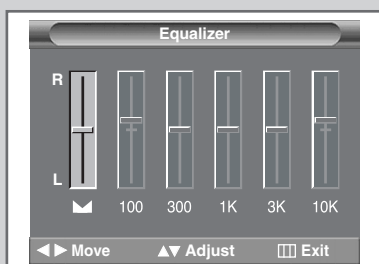 Equalizer
R
L
100 300 1K 3K 10K
◀ ▶ Move ▲▼ Adjust Exit